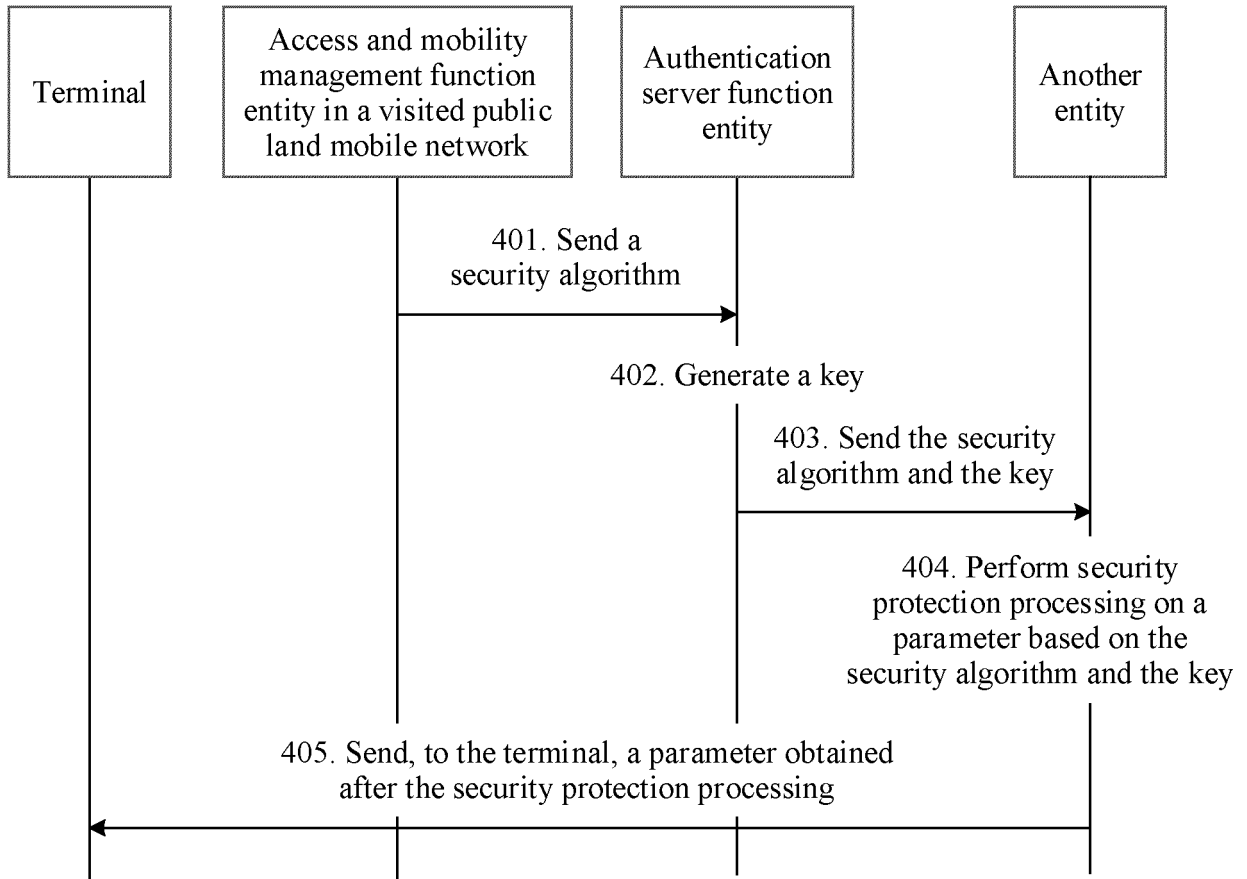 Terminal
Access and mobility
management function
entity in a visited public
land mobile network
Authentication
server function
entity
Another
entity
401. Send a
security algorithm
402. Generate a key
403. Send the security
algorithm and the key
404. Perform security
protection processing on a
parameter based on the
security algorithm and the key
405. Send, to the terminal, a parameter obtained
after the security protection processing